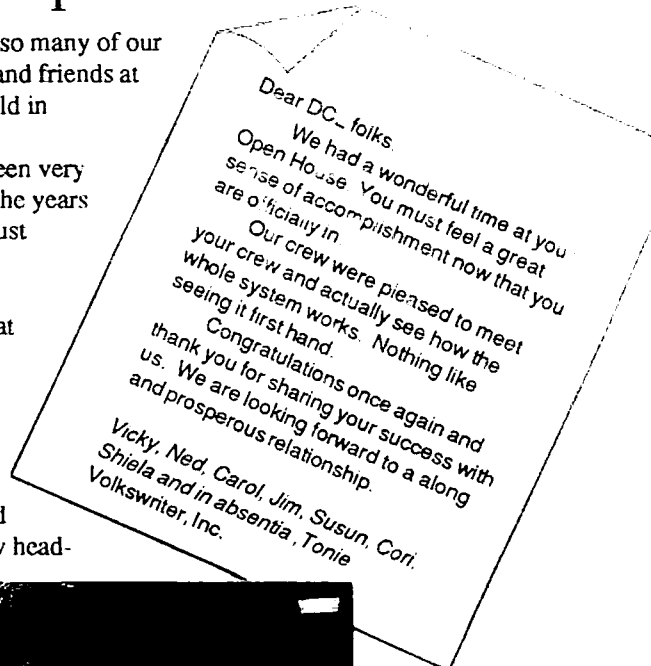 so many of our
and friends at
ld in
een very
he years
ust
at
d
head-
Dear DC_ folks.
We had a wonderful time at you
Open House. You must feel a great
sense of accomplishment now that you
are officially in.
Our crew were pleased to meet
your crew and actually see how the
whole system works. Nothing like
seeing it first hand.
Congratulations once again and
thank you for sharing your success with
us. We are looking forward to a along
and prosperous relationship.
Vicky, Ned, Carol, Jim, Susun, Cori,
Shiela and in absentia, Tonie
Volkswriter, Inc.